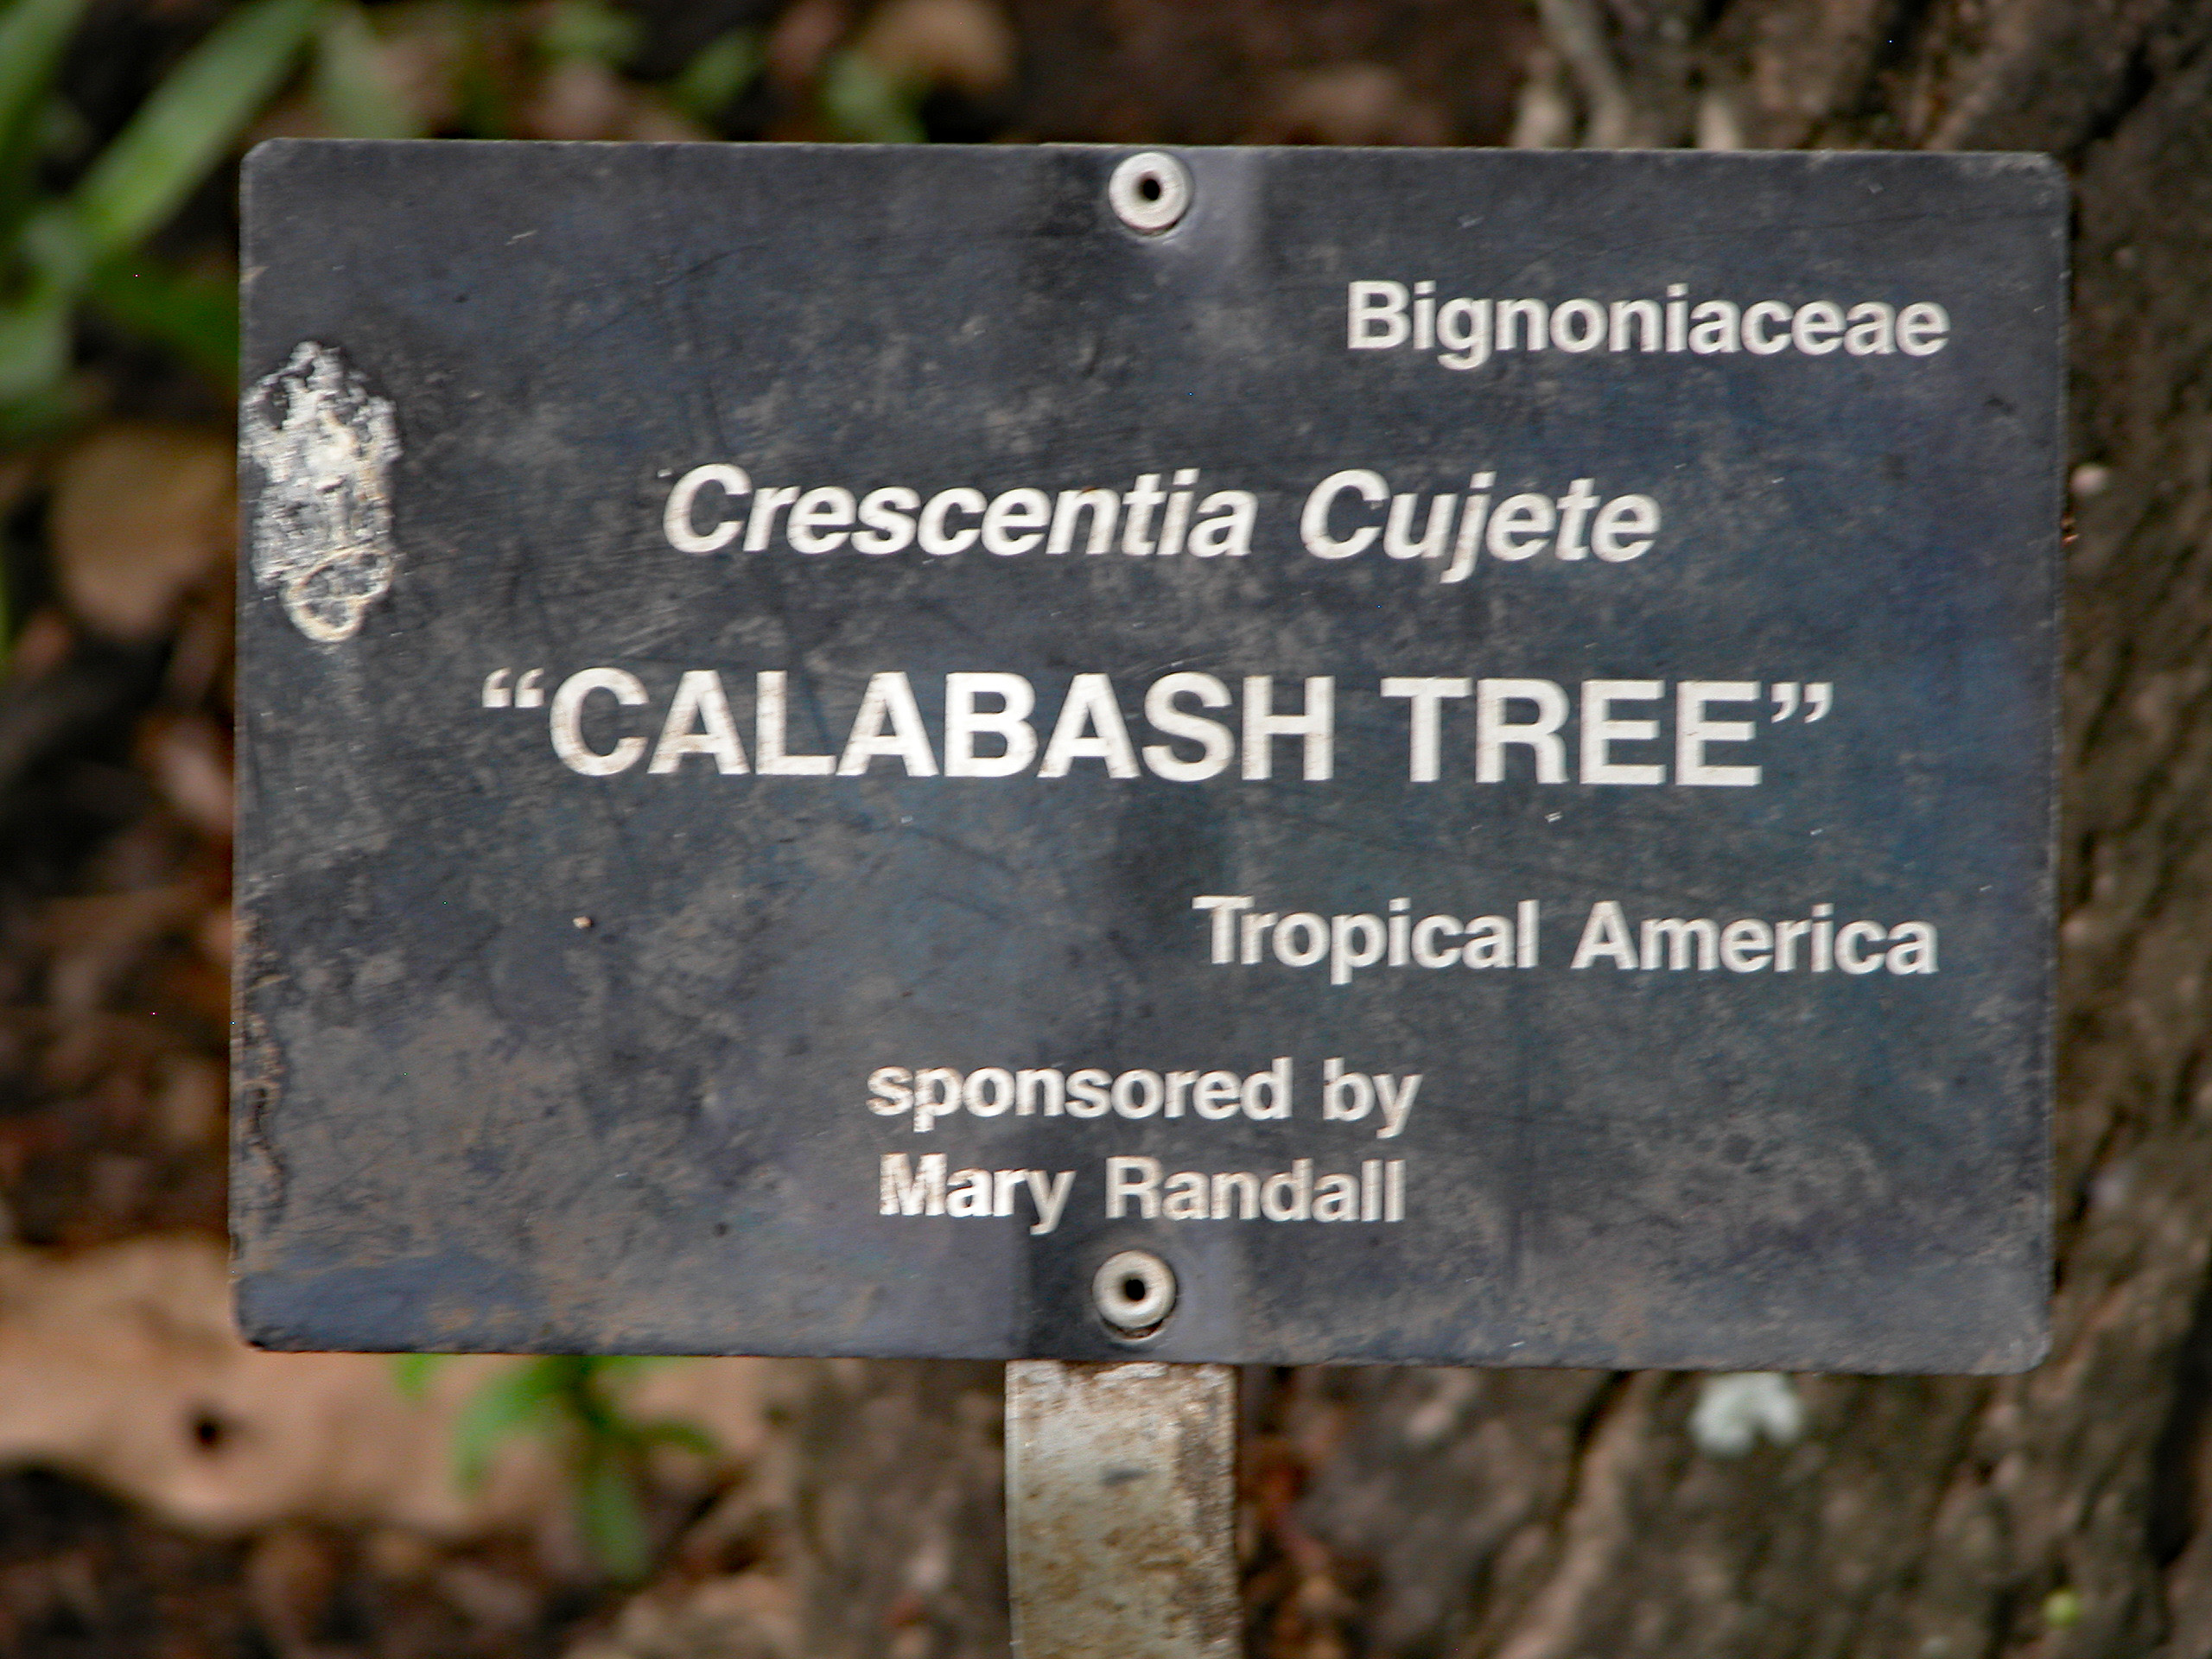 Bignoniaceae
Crescentia Cujete
“CALABASH TREE”
Tropical America
sponsored by
Mary Randall